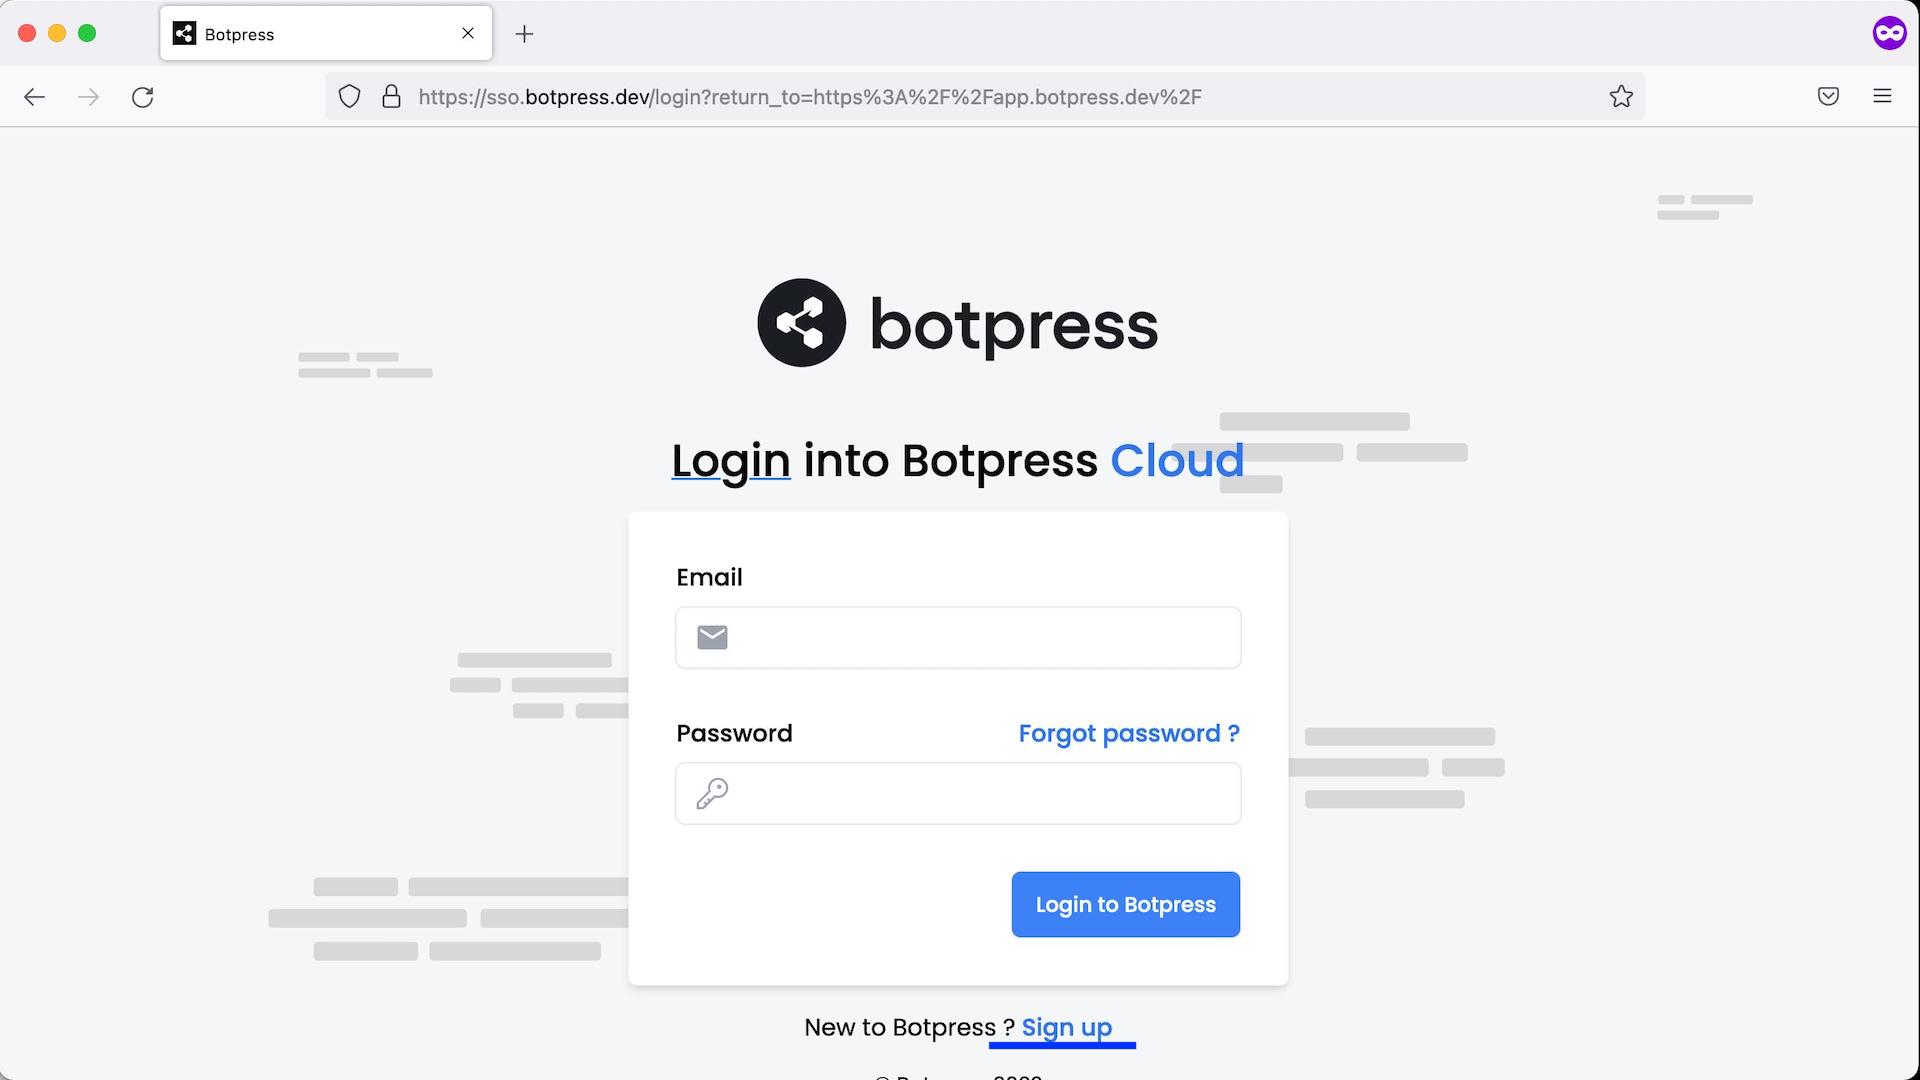 Botpress
https://sso.botpress.dev/login?return_to=https%3A%2F%2Fapp.botpress.dev%2F
botpress
Login into Botpress Cloud
Email
Password
Forgot password ?
Login to Botpress
New to Botpress ? Sign up